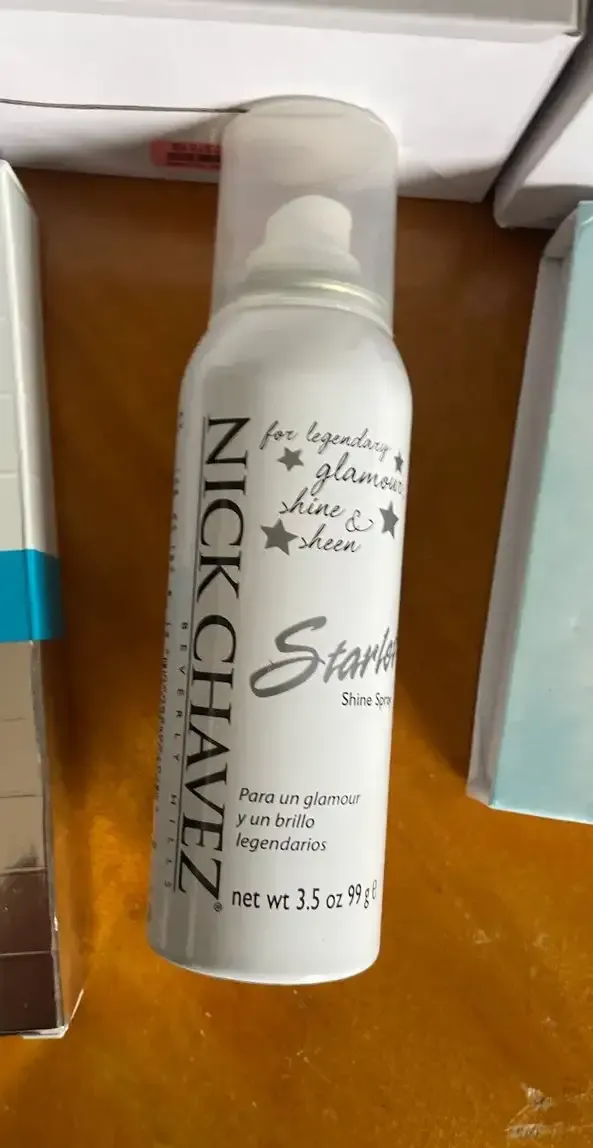 NICK CHAVEZ®
BEVERLY HILLS
for legendary
glamour
shine &
sheen
Shine Spray
Para un glamour
y un brillo
legendarios
net wt 3.5 oz 99 g e